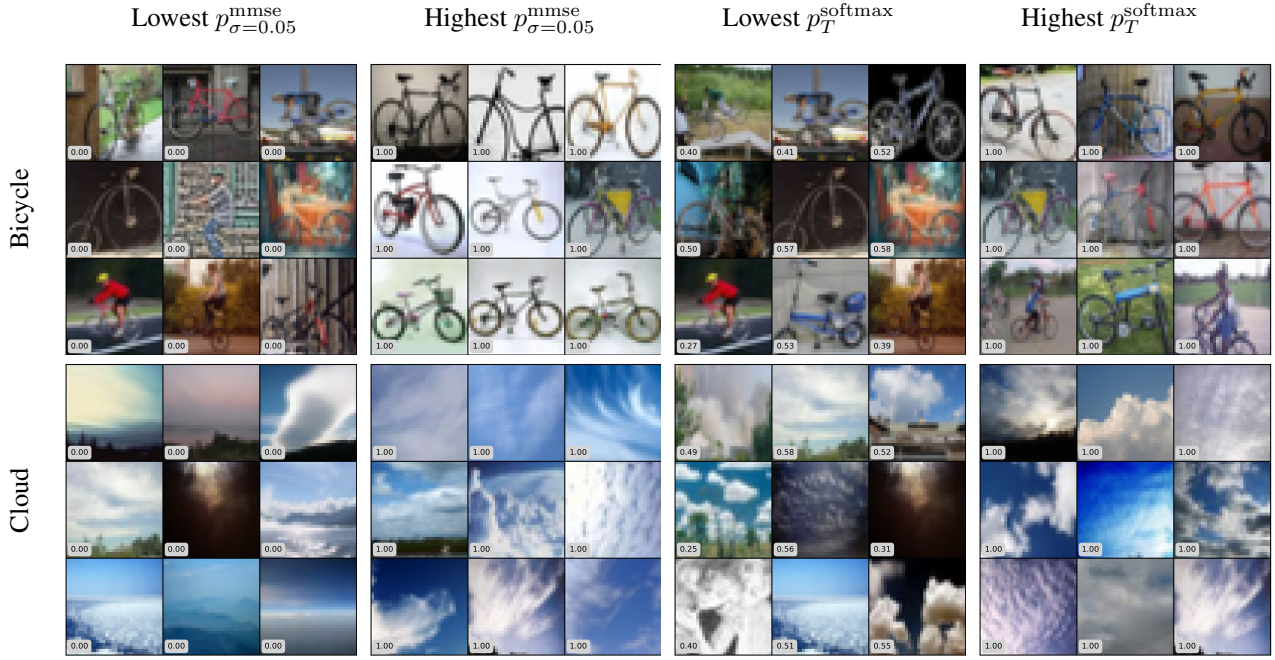 Lowest p^mmse_σ=0.05 Highest p^mmse_σ=0.05 Lowest p^softmax_T Highest p^softmax_T
Bicycle
0.00 0.00 0.00 1.00 1.00 1.00 0.40 0.41 0.52 1.00 1.00 1.00
0.00 0.00 0.00 1.00 1.00 1.00 0.50 0.57 0.58 1.00 1.00 1.00
0.00 0.00 0.00 1.00 1.00 1.00 0.27 0.53 0.39 1.00 1.00 1.00
Cloud
0.00 0.00 0.00 1.00 1.00 1.00 0.49 0.58 0.52 1.00 1.00 1.00
0.00 0.00 0.00 1.00 1.00 1.00 0.25 0.56 0.31 1.00 1.00 1.00
0.00 0.00 0.00 1.00 1.00 1.00 0.40 0.51 0.55 1.00 1.00 1.00